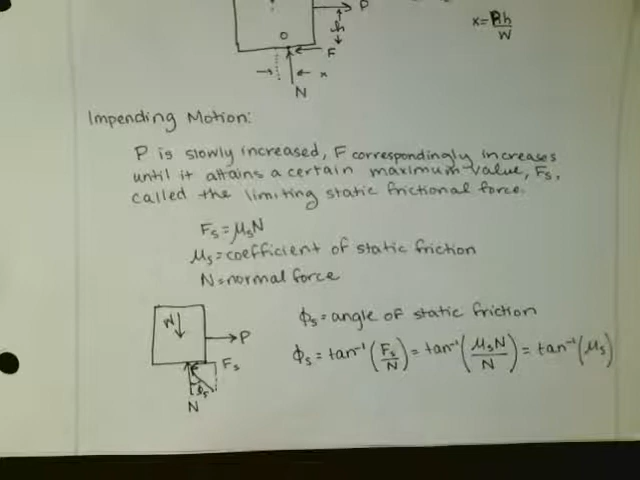 P
h
x = Ph/W
O
F
x
N
Impending Motion:
P is slowly increased, F correspondingly increases
until it attains a certain maximum value, Fs,
called the limiting static frictional force.
Fs = μsN
μs = coefficient of static friction
N = normal force
W
P
Fs
φs
N
φs = angle of static friction
φs = tan⁻¹(Fs/N) = tan⁻¹(μsN/N) = tan⁻¹(μs)